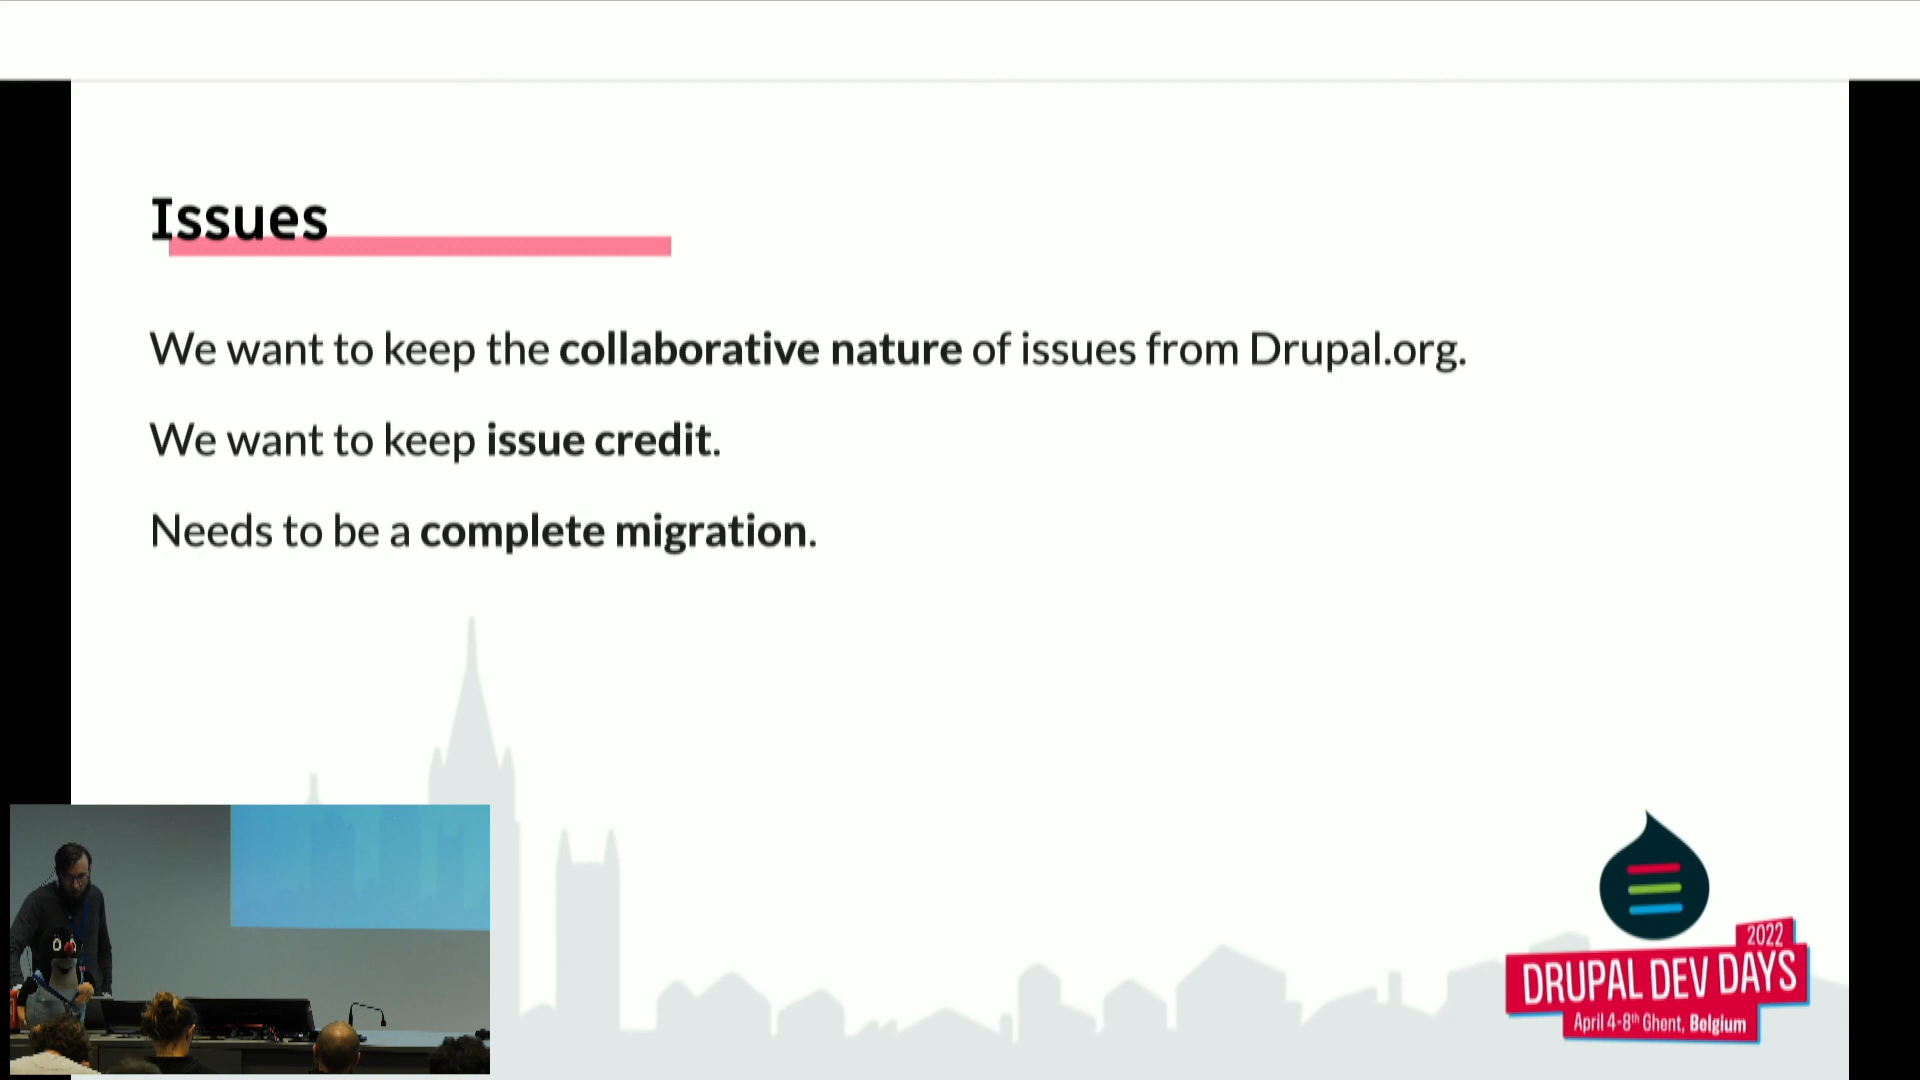 Issues
We want to keep the collaborative nature of issues from Drupal.org.
We want to keep issue credit.
Needs to be a complete migration.
2022
DRUPAL DEV DAYS
April 4-8th Ghent, Belgium